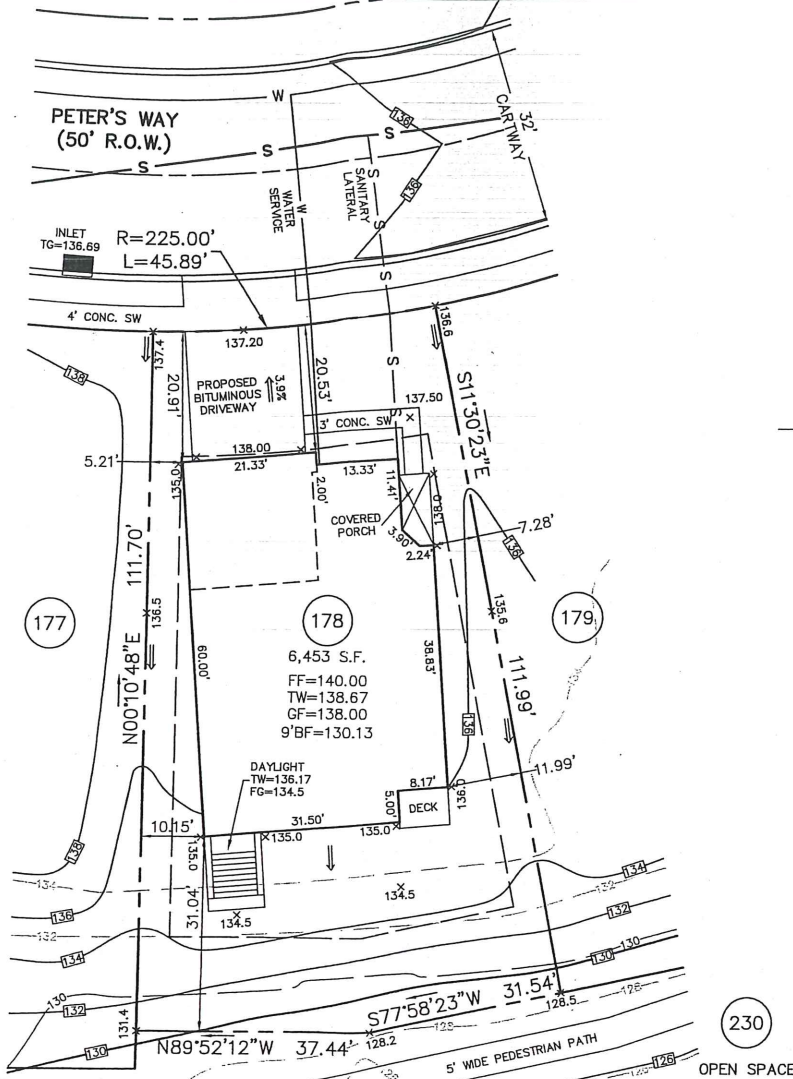 W
136
32'
CARTWAY
PETER'S WAY
(50' R.O.W.)
S
S
S
S
W
WATER
SERVICE
SANITARY
LATERAL
S
136
S
INLET
TG=136.69
R=225.00'
L=45.89'
S
4' CONC. SW
137.4
137.20
136.6
138
20.91'
PROPOSED
BITUMINOUS
DRIVEWAY
3.9%
20.53'
S
137.50
S11°30'23"E
S
3' CONC. SW
5.21'
135.0
138.00
21.33'
13.33'
2.00'
11.41'
138.0
COVERED
PORCH
3.90'
2.24'
7.28'
136
111.70'
136.5
135.6
177
178
179
6,453 S.F.
FF=140.00
TW=138.67
GF=138.00
9'BF=130.13
60.00'
38.83'
N00°10'48"E
111.99'
136
DAYLIGHT
TW=136.17
FG=134.5
8.17'
136.0
11.99'
DECK
5.00'
31.50'
10.15'
135.0
135.0
135.0
138
134
31.04'
134.5
134.5
134
132
136
132
132
134
130
130
130
132
131.4
S77°58'23"W
31.54'
128.5
128
130
N89°52'12"W
37.44'
128.2
128
128
5' WIDE PEDESTRIAN PATH
126
126
230
OPEN SPACE